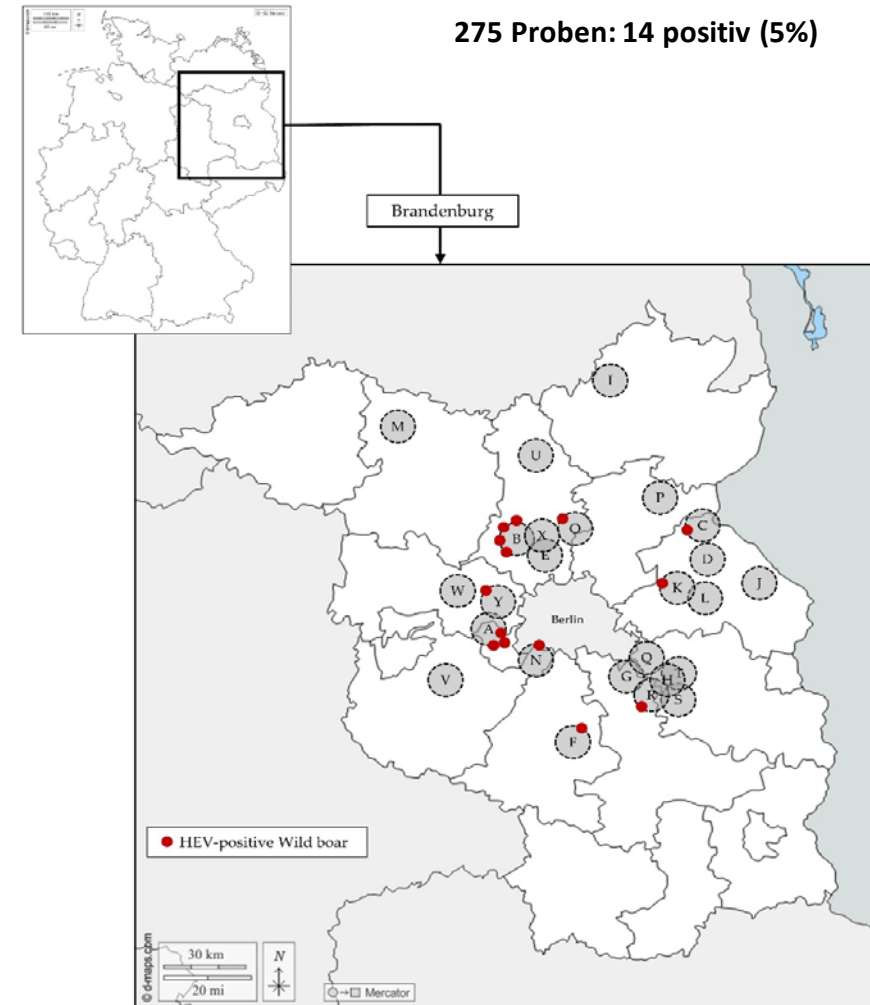 275 Proben: 14 positiv (5%)
Brandenburg
I
M
U
P
C
O
X
B
E
D
K
L
J
W
Y
A
Berlin
N
Q
G
H
R
S
V
F
HEV-positive Wild boar
30 km
20 mi
N
Mercator
© d-maps.com